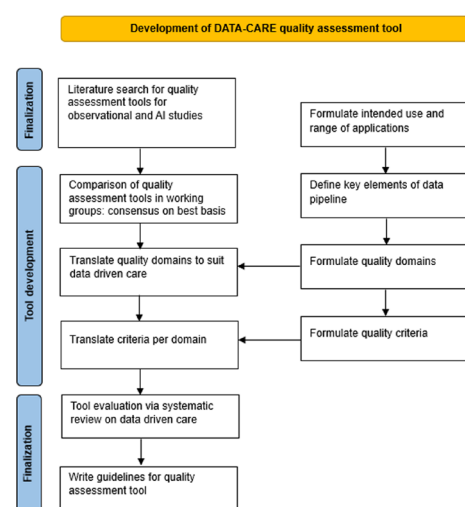 Development of DATA-CARE quality assessment tool
Finalization
Literature search for quality
assessment tools for
observational and AI studies
Formulate intended use and
range of applications
Tool development
Comparison of quality
assessment tools in working
groups: consensus on best basis
Define key elements of data
pipeline
Translate quality domains to suit
data driven care
Formulate quality domains
Translate criteria per domain
Formulate quality criteria
Finalization
Tool evaluation via systematic
review on data driven care
Write guidelines for quality
assessment tool